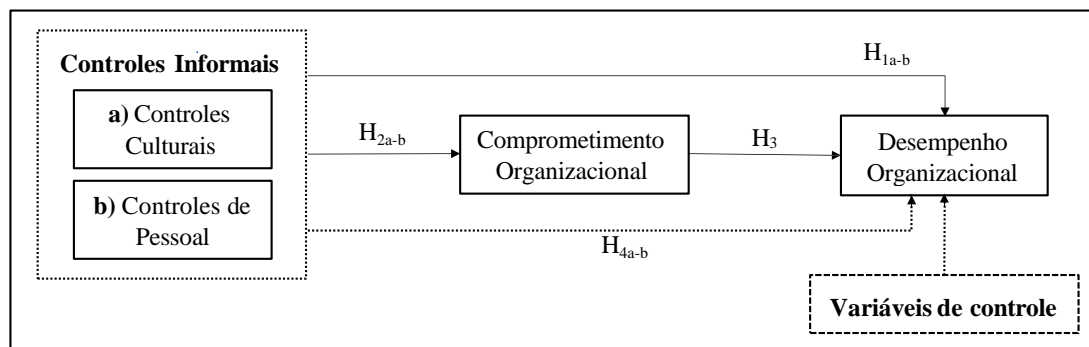 Controles Informais
a) Controles
Culturais
b) Controles de
Pessoal
H1a-b
H2a-b
Comprometimento
Organizacional
H3
Desempenho
Organizacional
H4a-b
Variáveis de controle